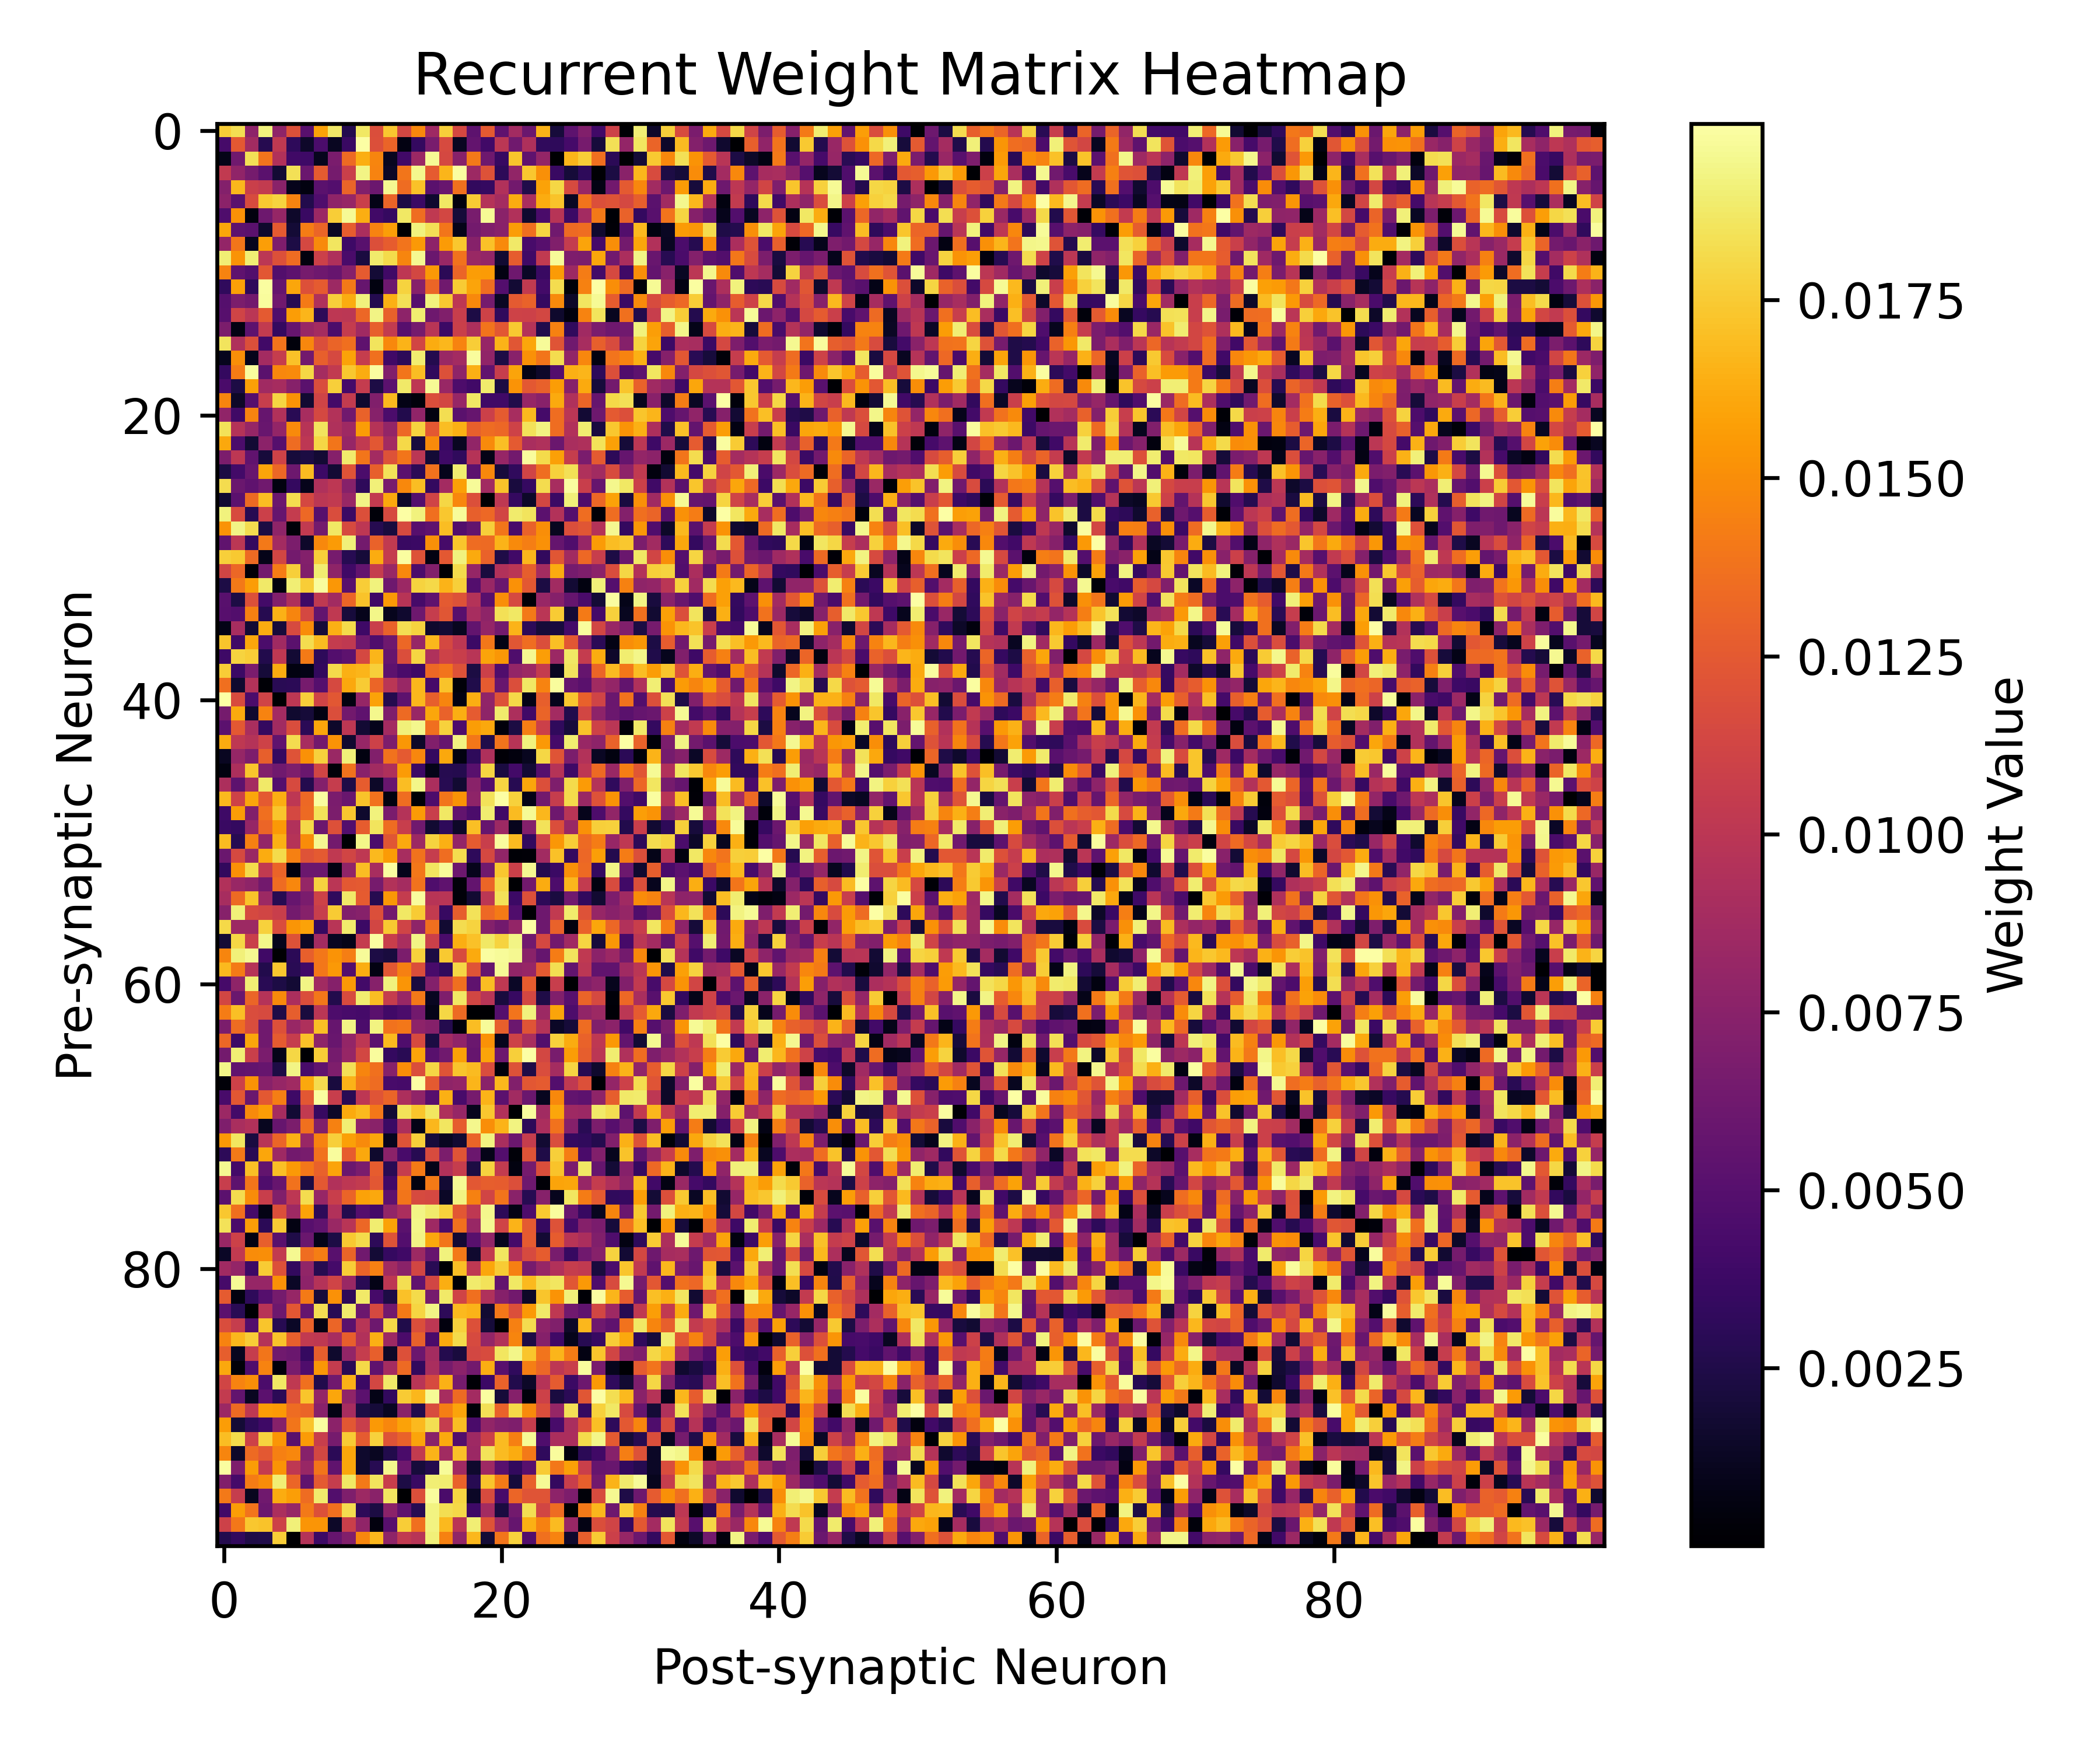 Recurrent Weight Matrix Heatmap
0
20
40
60
80
Pre-synaptic Neuron
0 20 40 60 80
Post-synaptic Neuron
0.0175
0.0150
0.0125
0.0100
0.0075
0.0050
0.0025
Weight Value